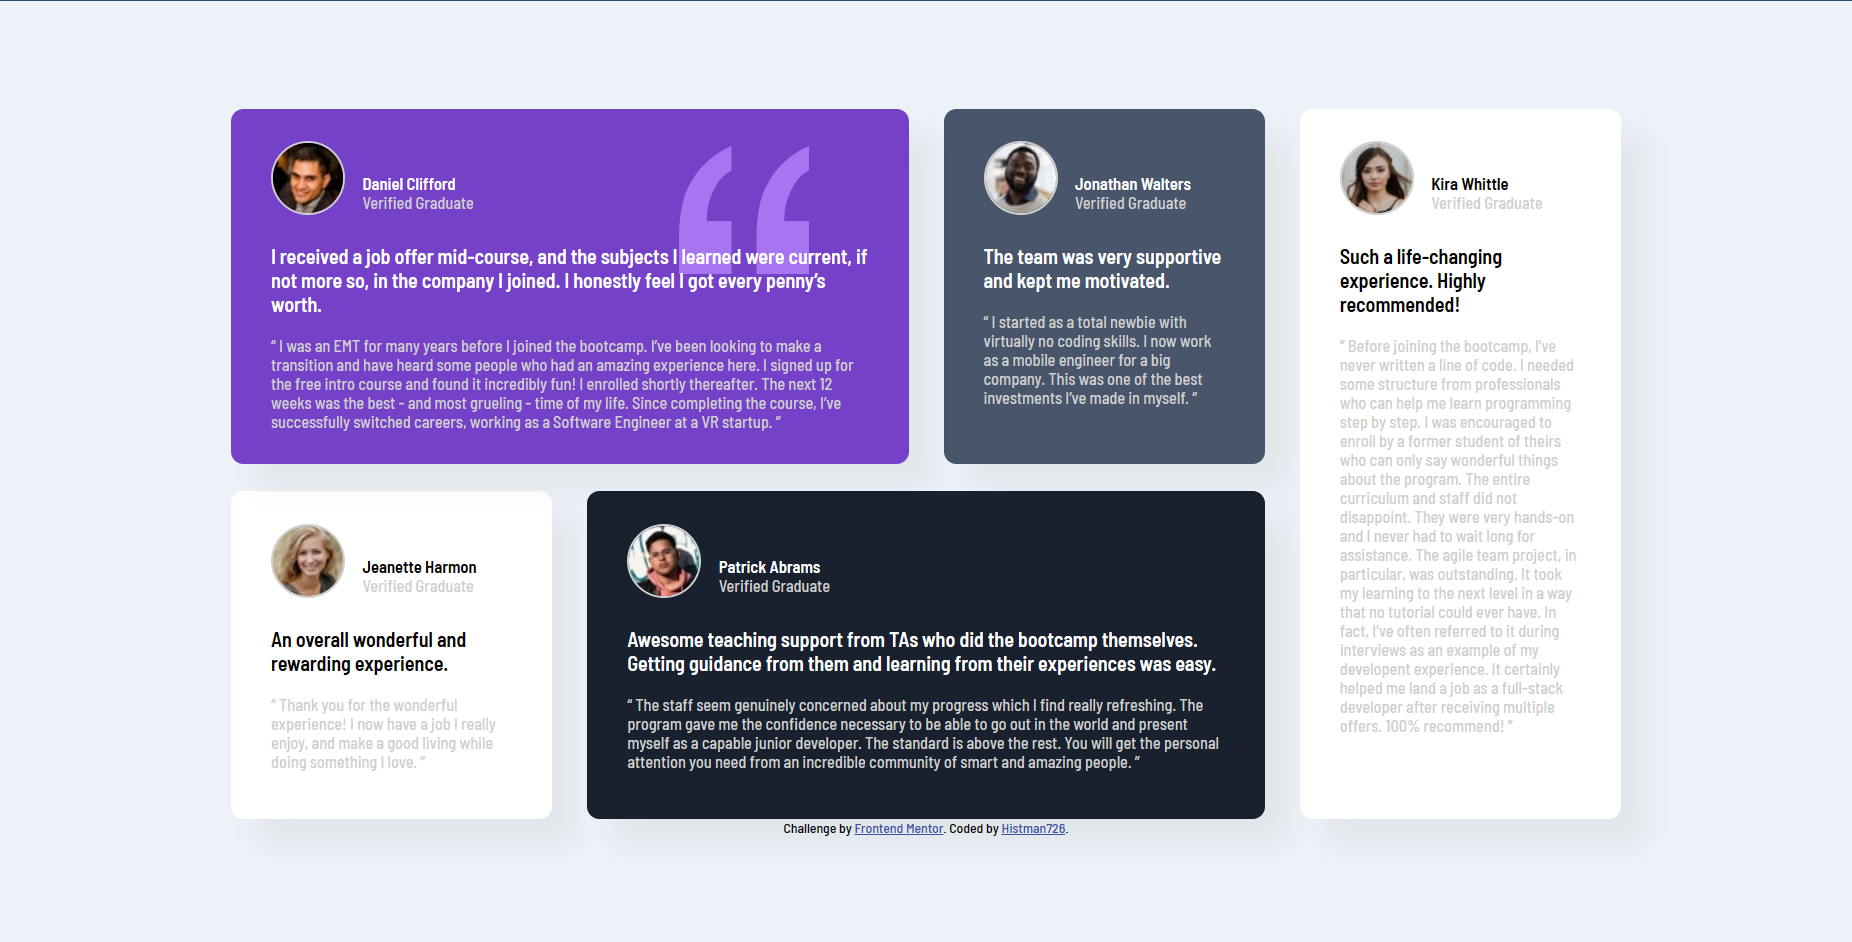 Daniel Clifford
Verified Graduate
I received a job offer mid-course, and the subjects I learned were current, if
not more so, in the company I joined. I honestly feel I got every penny’s
worth.
“ I was an EMT for many years before I joined the bootcamp. I’ve been looking to make a
transition and have heard some people who had an amazing experience here. I signed up for
the free intro course and found it incredibly fun! I enrolled shortly thereafter. The next 12
weeks was the best - and most grueling - time of my life. Since completing the course, I’ve
successfully switched careers, working as a Software Engineer at a VR startup. ”
Jonathan Walters
Verified Graduate
The team was very supportive
and kept me motivated.
“ I started as a total newbie with
virtually no coding skills. I now work
as a mobile engineer for a big
company. This was one of the best
investments I’ve made in myself. ”
Kira Whittle
Verified Graduate
Such a life-changing
experience. Highly
recommended!
“ Before joining the bootcamp, I’ve
never written a line of code. I needed
some structure from professionals
who can help me learn programming
step by step. I was encouraged to
enroll by a former student of theirs
who can only say wonderful things
about the program. The entire
curriculum and staff did not
disappoint. They were very hands-on
and I never had to wait long for
assistance. The agile team project, in
particular, was outstanding. It took
my learning to the next level in a way
that no tutorial could ever have. In
fact, I’ve often referred to it during
interviews as an example of my
developent experience. It certainly
helped me land a job as a full-stack
developer after receiving multiple
offers. 100% recommend! ”
Jeanette Harmon
Verified Graduate
An overall wonderful and
rewarding experience.
“ Thank you for the wonderful
experience! I now have a job I really
enjoy, and make a good living while
doing something I love. ”
Patrick Abrams
Verified Graduate
Awesome teaching support from TAs who did the bootcamp themselves.
Getting guidance from them and learning from their experiences was easy.
“ The staff seem genuinely concerned about my progress which I find really refreshing. The
program gave me the confidence necessary to be able to go out in the world and present
myself as a capable junior developer. The standard is above the rest. You will get the personal
attention you need from an incredible community of smart and amazing people. ”
Challenge by Frontend Mentor. Coded by Histman726.